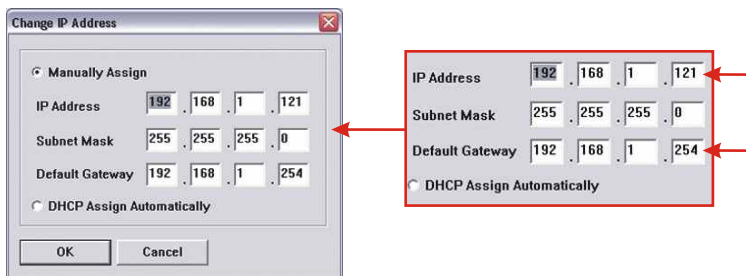 Change IP Address
Manually Assign
IP Address 192 . 168 . 1 . 121
Subnet Mask 255 . 255 . 255 . 0
Default Gateway 192 . 168 . 1 . 254
DHCP Assign Automatically
OK Cancel
IP Address 192 . 168 . 1 . 121
Subnet Mask 255 . 255 . 255 . 0
Default Gateway 192 . 168 . 1 . 254
DHCP Assign Automatically